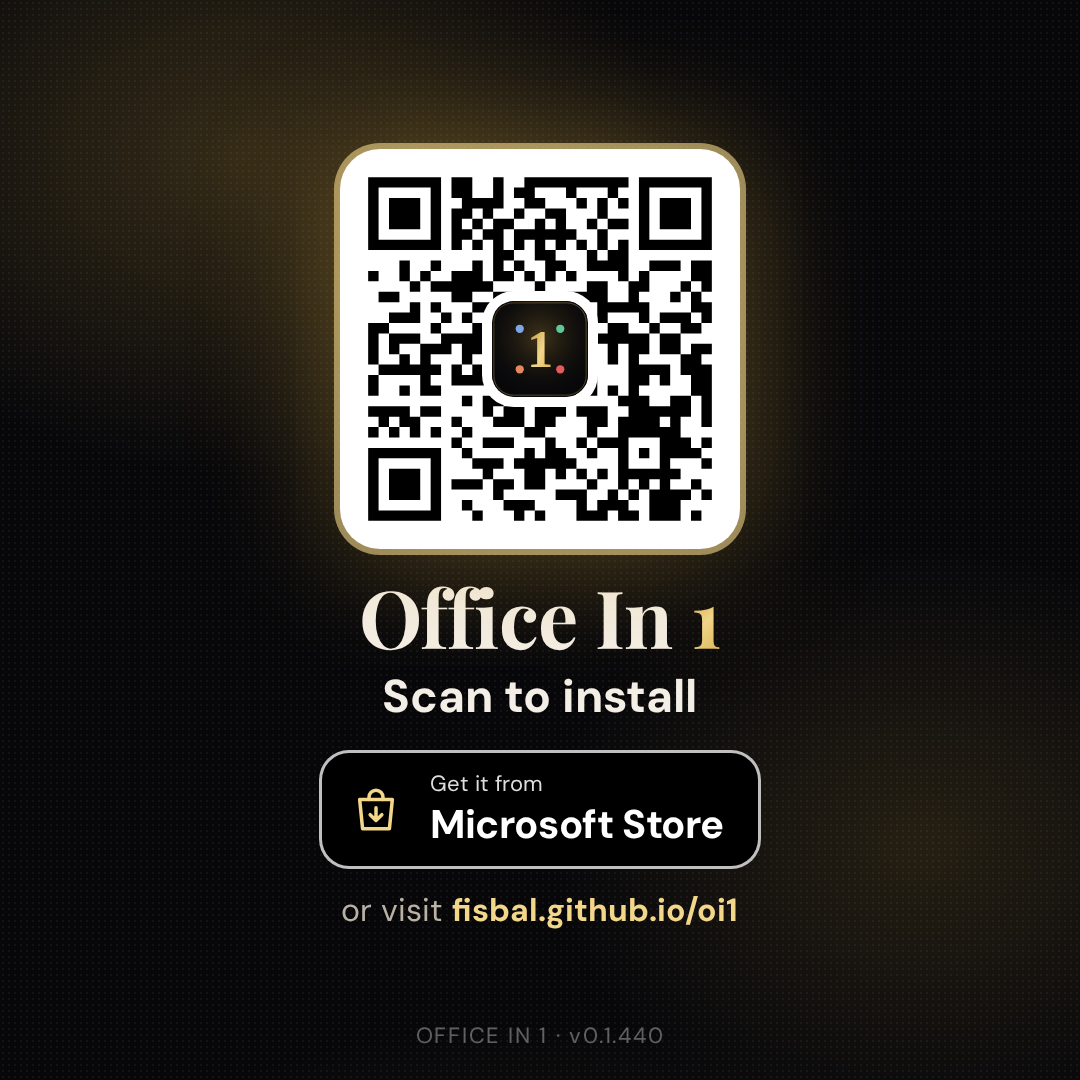 1
Office In 1
Scan to install
Get it from
Microsoft Store
or visit fisbal.github.io/oi1
OFFICE IN 1 · v0.1.440